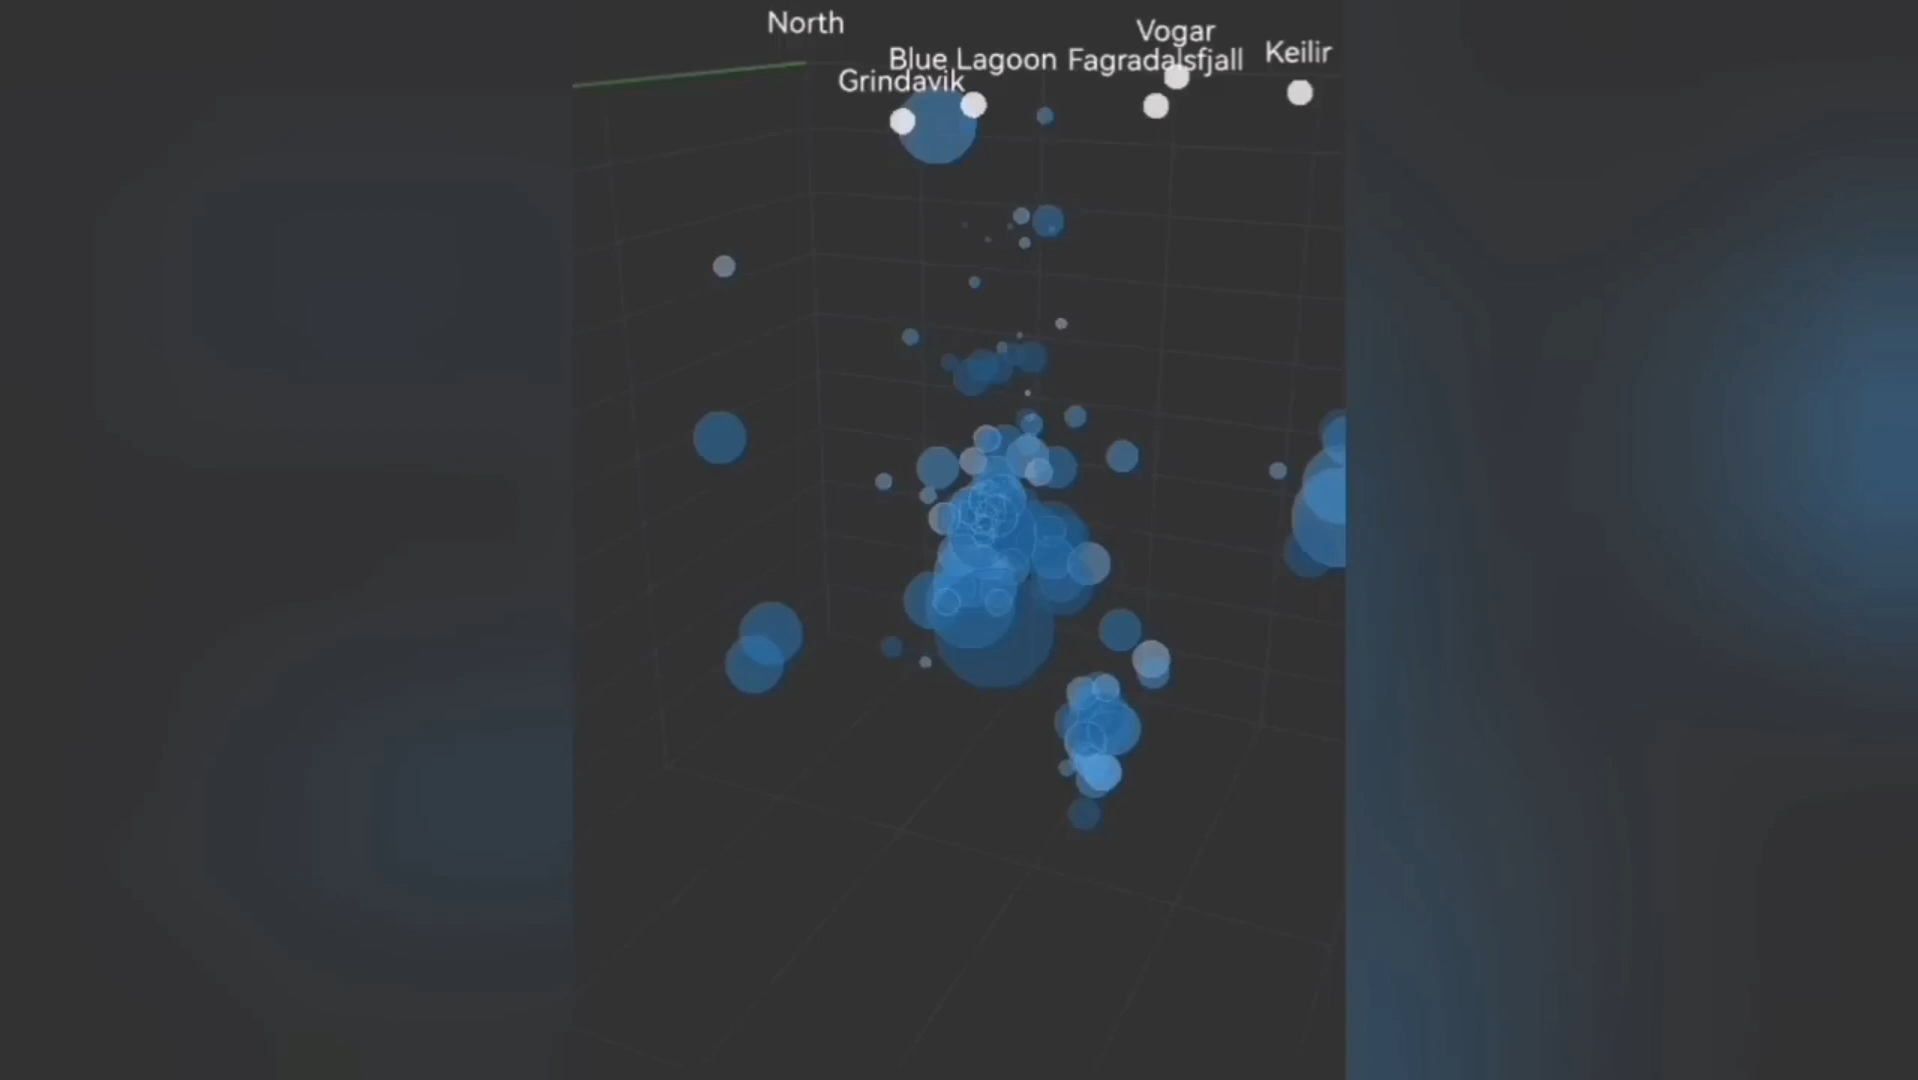 North
Vogar
Blue Lagoon
Fagradalsfjall
Keilir
Grindavik